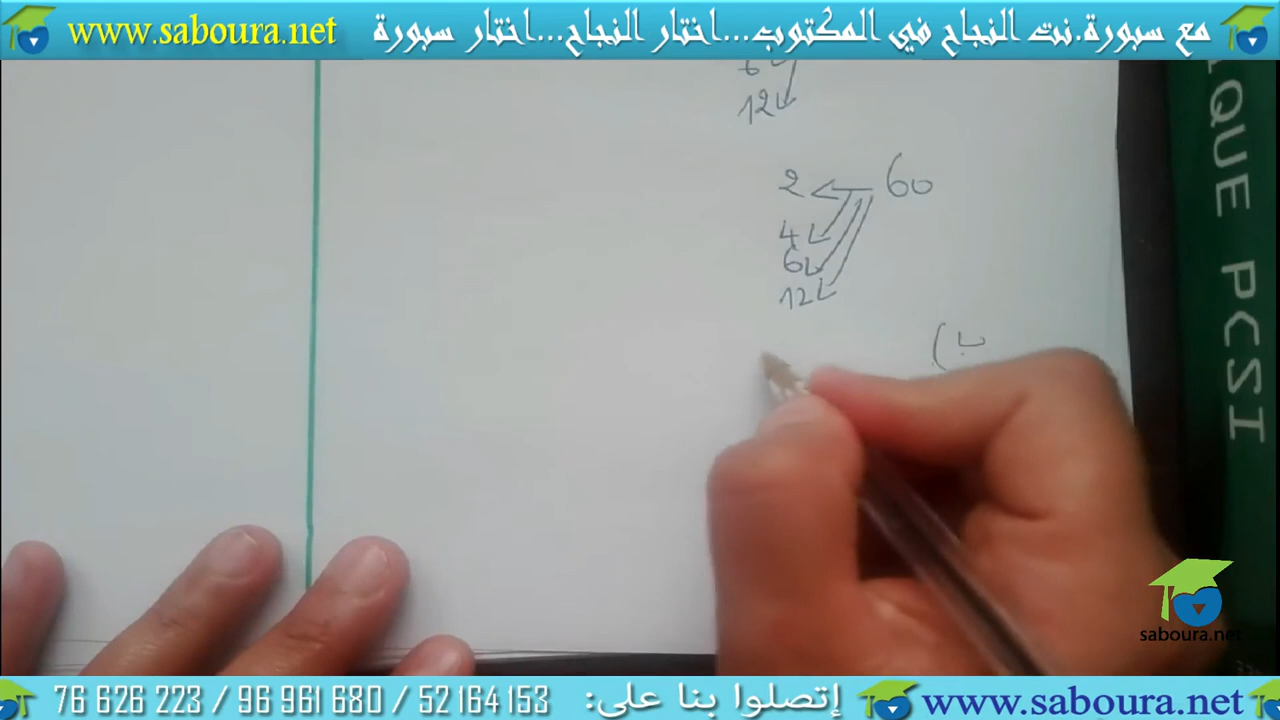 مع سبورة.نت النجاح في المكتوب...اختار النجاح...اختار سبورة www.saboura.net
6
12
2 60
4
6
12
ب)
QUE PCSI
saboura.net
www.saboura.net إتصلوا بنا على: 76 626 223 / 96 961 680 / 52 164 153